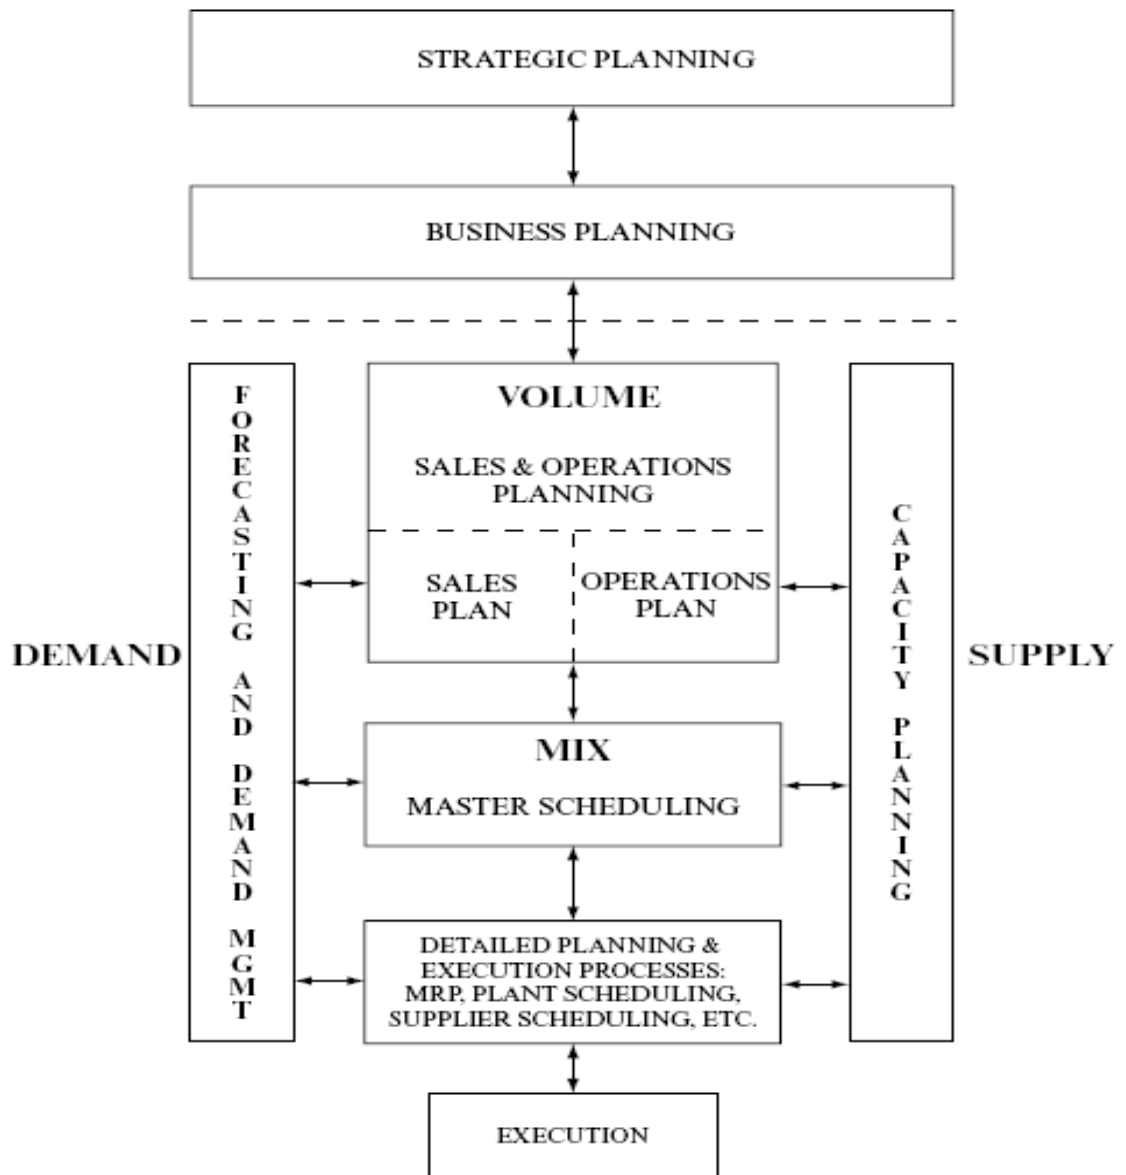 STRATEGIC PLANNING
BUSINESS PLANNING
FORECASTING AND DEMAND MGMT
VOLUME
SALES & OPERATIONS
PLANNING
SALES
PLAN
OPERATIONS
PLAN
CAPACITY PLANNING
DEMAND
SUPPLY
MIX
MASTER SCHEDULING
DETAILED PLANNING &
EXECUTION PROCESSES:
MRP, PLANT SCHEDULING,
SUPPLIER SCHEDULING, ETC.
EXECUTION